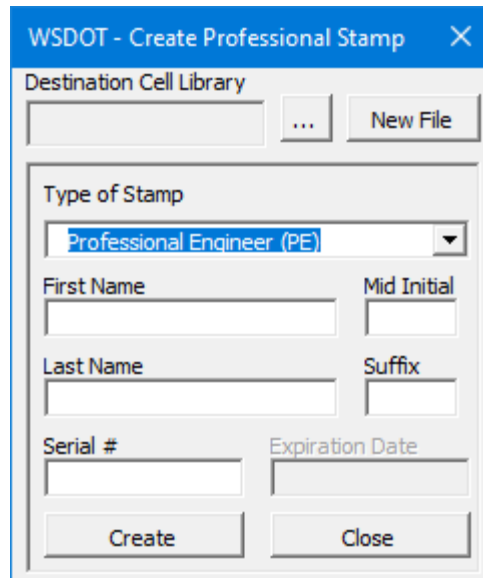 WSDOT - Create Professional Stamp
Destination Cell Library
... New File
Type of Stamp
Professional Engineer (PE)
First Name Mid Initial
Last Name Suffix
Serial # Expiration Date
Create Close